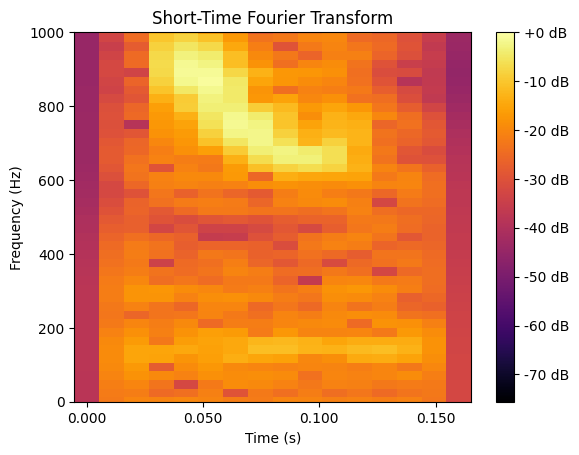 Short-Time Fourier Transform
1000
800
600
400
200
0
Frequency (Hz)
0.000
0.050
0.100
0.150
Time (s)
+0 dB
-10 dB
-20 dB
-30 dB
-40 dB
-50 dB
-60 dB
-70 dB